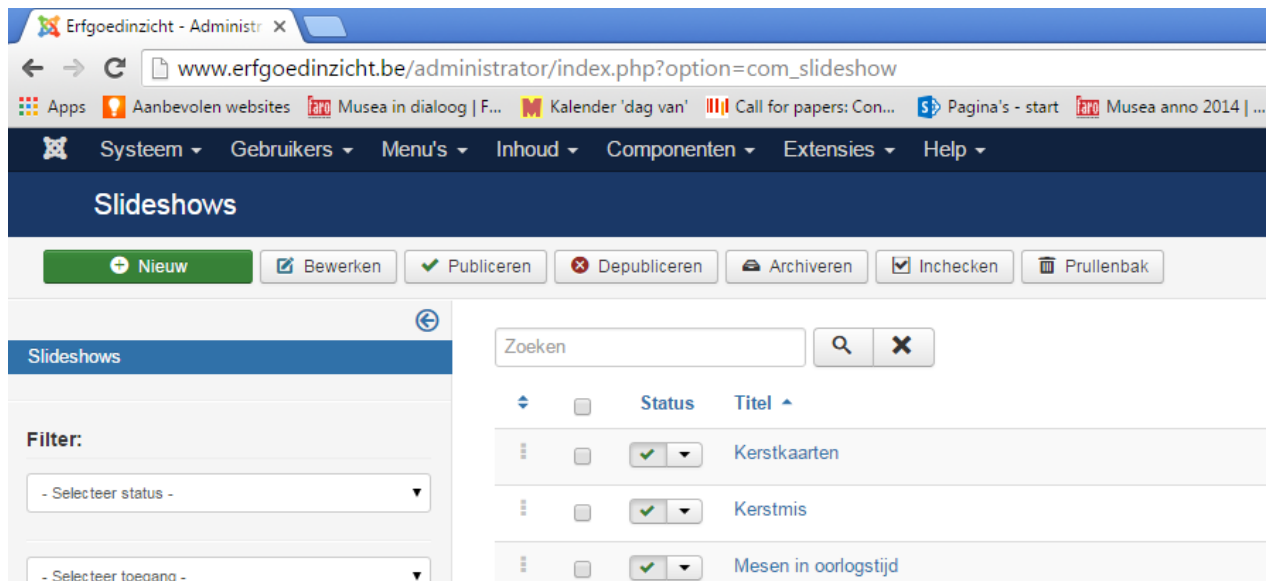 Erfgoedinzicht - Administr
www.erfgoedinzicht.be/administrator/index.php?option=com_slideshow
Apps Aanbevolen websites faro Musea in dialoog | F... M Kalender 'dag van' Call for papers: Con... S Pagina's - start faro Musea anno 2014 | ...
Systeem Gebruikers Menu's Inhoud Componenten Extensies Help
Slideshows
Nieuw Bewerken Publiceren Depubliceren Archiveren Inchecken Prullenbak
Slideshows
Filter:
- Selecteer status -
- Selecteer toegang -
Zoeken
Status Titel
Kerstkaarten
Kerstmis
Mesen in oorlogstijd